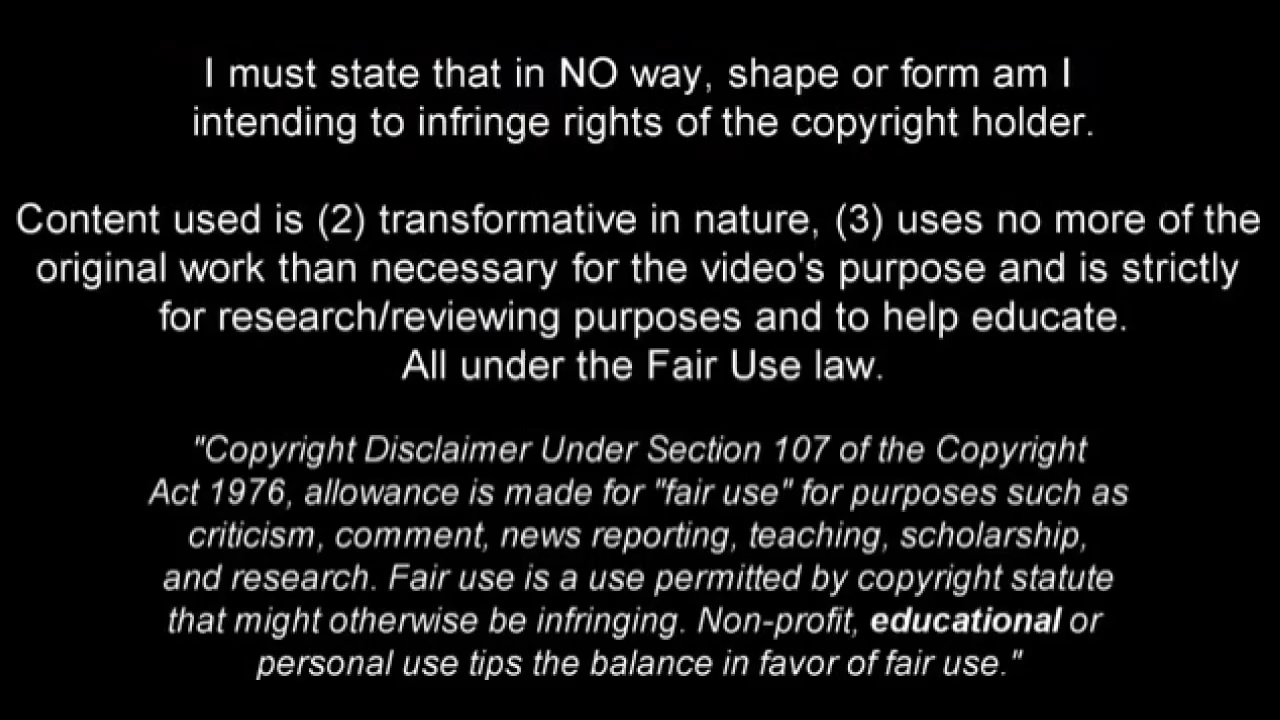 I must state that in NO way, shape or form am I
intending to infringe rights of the copyright holder.
Content used is (2) transformative in nature, (3) uses no more of the
original work than necessary for the video's purpose and is strictly
for research/reviewing purposes and to help educate.
All under the Fair Use law.
"Copyright Disclaimer Under Section 107 of the Copyright
Act 1976, allowance is made for "fair use" for purposes such as
criticism, comment, news reporting, teaching, scholarship,
and research. Fair use is a use permitted by copyright statute
that might otherwise be infringing. Non-profit, educational or
personal use tips the balance in favor of fair use."